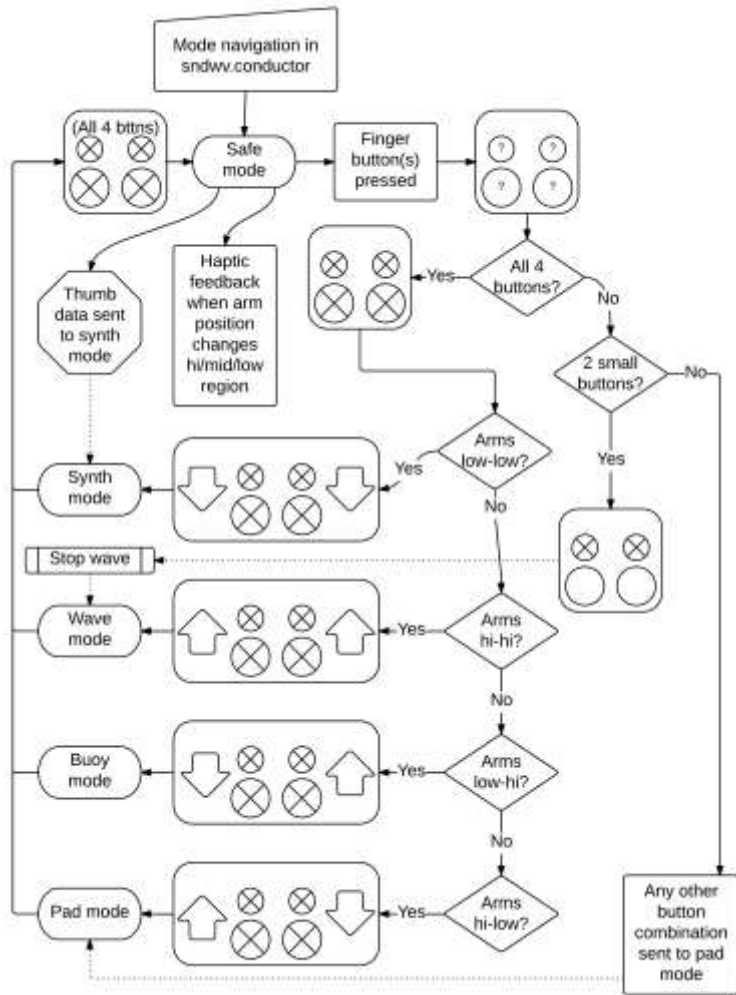 Mode navigation in
sndwv.conductor
(All 4 bttns)
Safe
mode
Finger
button(s)
pressed
? ?
? ?
Thumb
data sent
to synth
mode
Haptic
feedback
when arm
position
changes
hi/mid/low
region
Yes
All 4
buttons?
No
2 small
buttons?
No
Yes
Arms
low-low?
Yes
No
Synth
mode
Stop wave
Wave
mode
Yes
Arms
hi-hi?
No
Buoy
mode
Yes
Arms
low-hi?
No
Pad mode
Yes
Arms
hi-low?
Any other
button
combination
sent to pad
mode